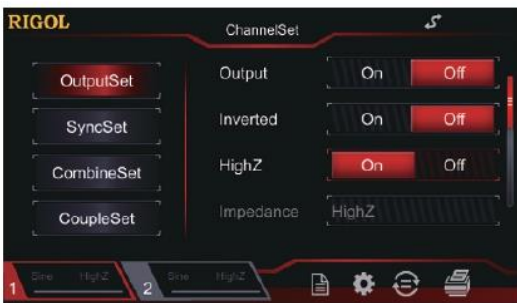 RIGOL
ChannelSet
OutputSet
SyncSet
CombineSet
CoupleSet
Output On Off
Inverted On Off
HighZ On Off
Impedance HighZ
1 Sine HighZ
2 Sine HighZ